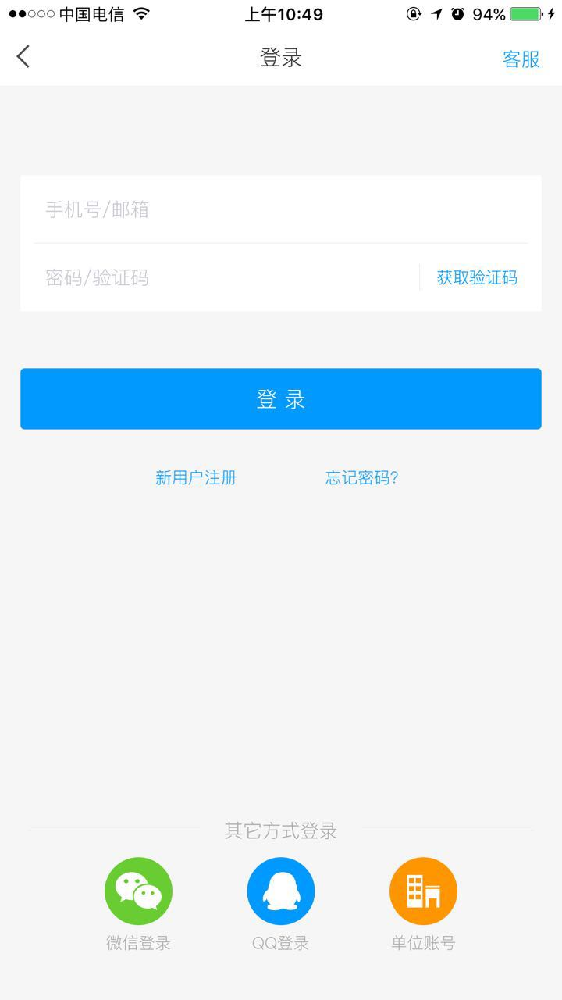 中国电信 上午10:49 94%
登录 客服
手机号/邮箱
密码/验证码 获取验证码
登 录
新用户注册 忘记密码?
其它方式登录
微信登录 QQ登录 单位账号